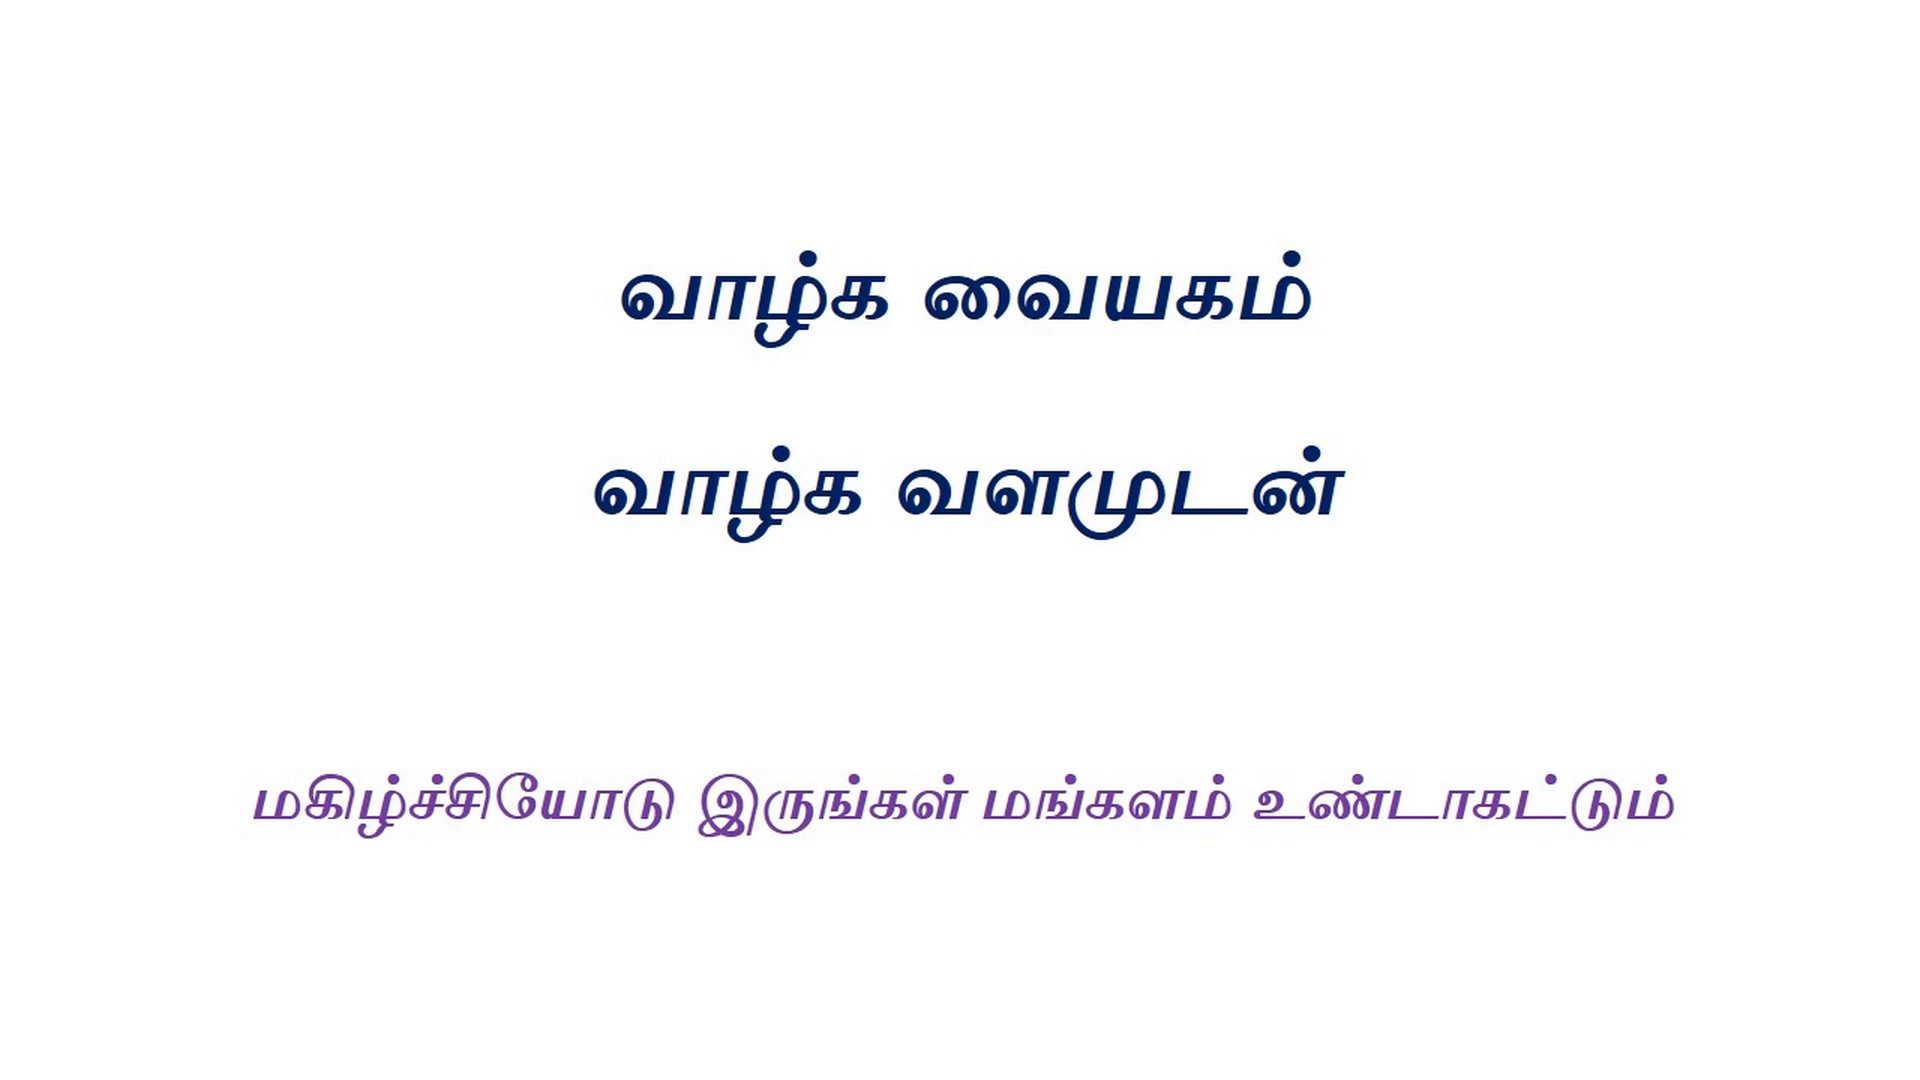 வாழ்க வையகம்
வாழ்க வளமுடன்
மகிழ்ச்சியோடு இருங்கள் மங்களம் உண்டாகட்டும்